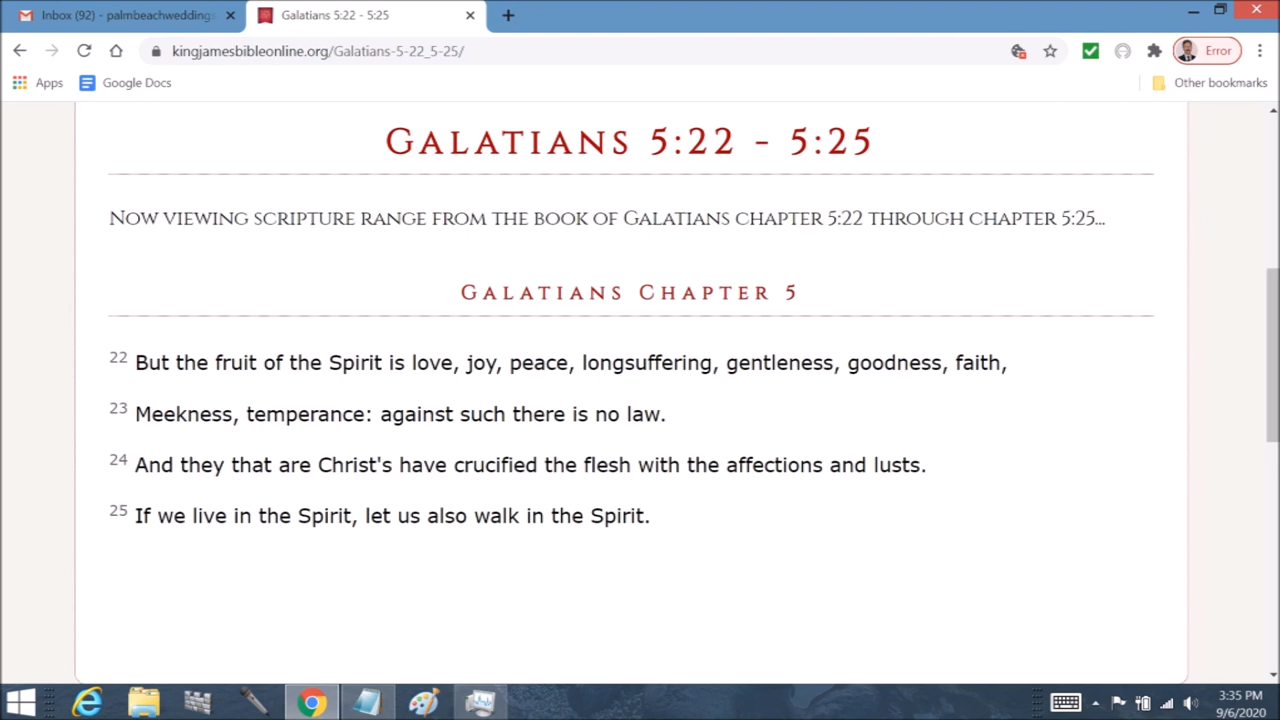 Inbox (92) - palmbeachwedding
Galatians 5:22 - 5:25
kingjamesbibleonline.org/Galatians-5-22_5-25/
Error
Apps
Google Docs
Other bookmarks
GALATIANS 5:22 - 5:25
NOW VIEWING SCRIPTURE RANGE FROM THE BOOK OF GALATIANS CHAPTER 5:22 THROUGH CHAPTER 5:25...
GALATIANS CHAPTER 5
22 But the fruit of the Spirit is love, joy, peace, longsuffering, gentleness, goodness, faith,
23 Meekness, temperance: against such there is no law.
24 And they that are Christ's have crucified the flesh with the affections and lusts.
25 If we live in the Spirit, let us also walk in the Spirit.
3:35 PM
9/6/2020